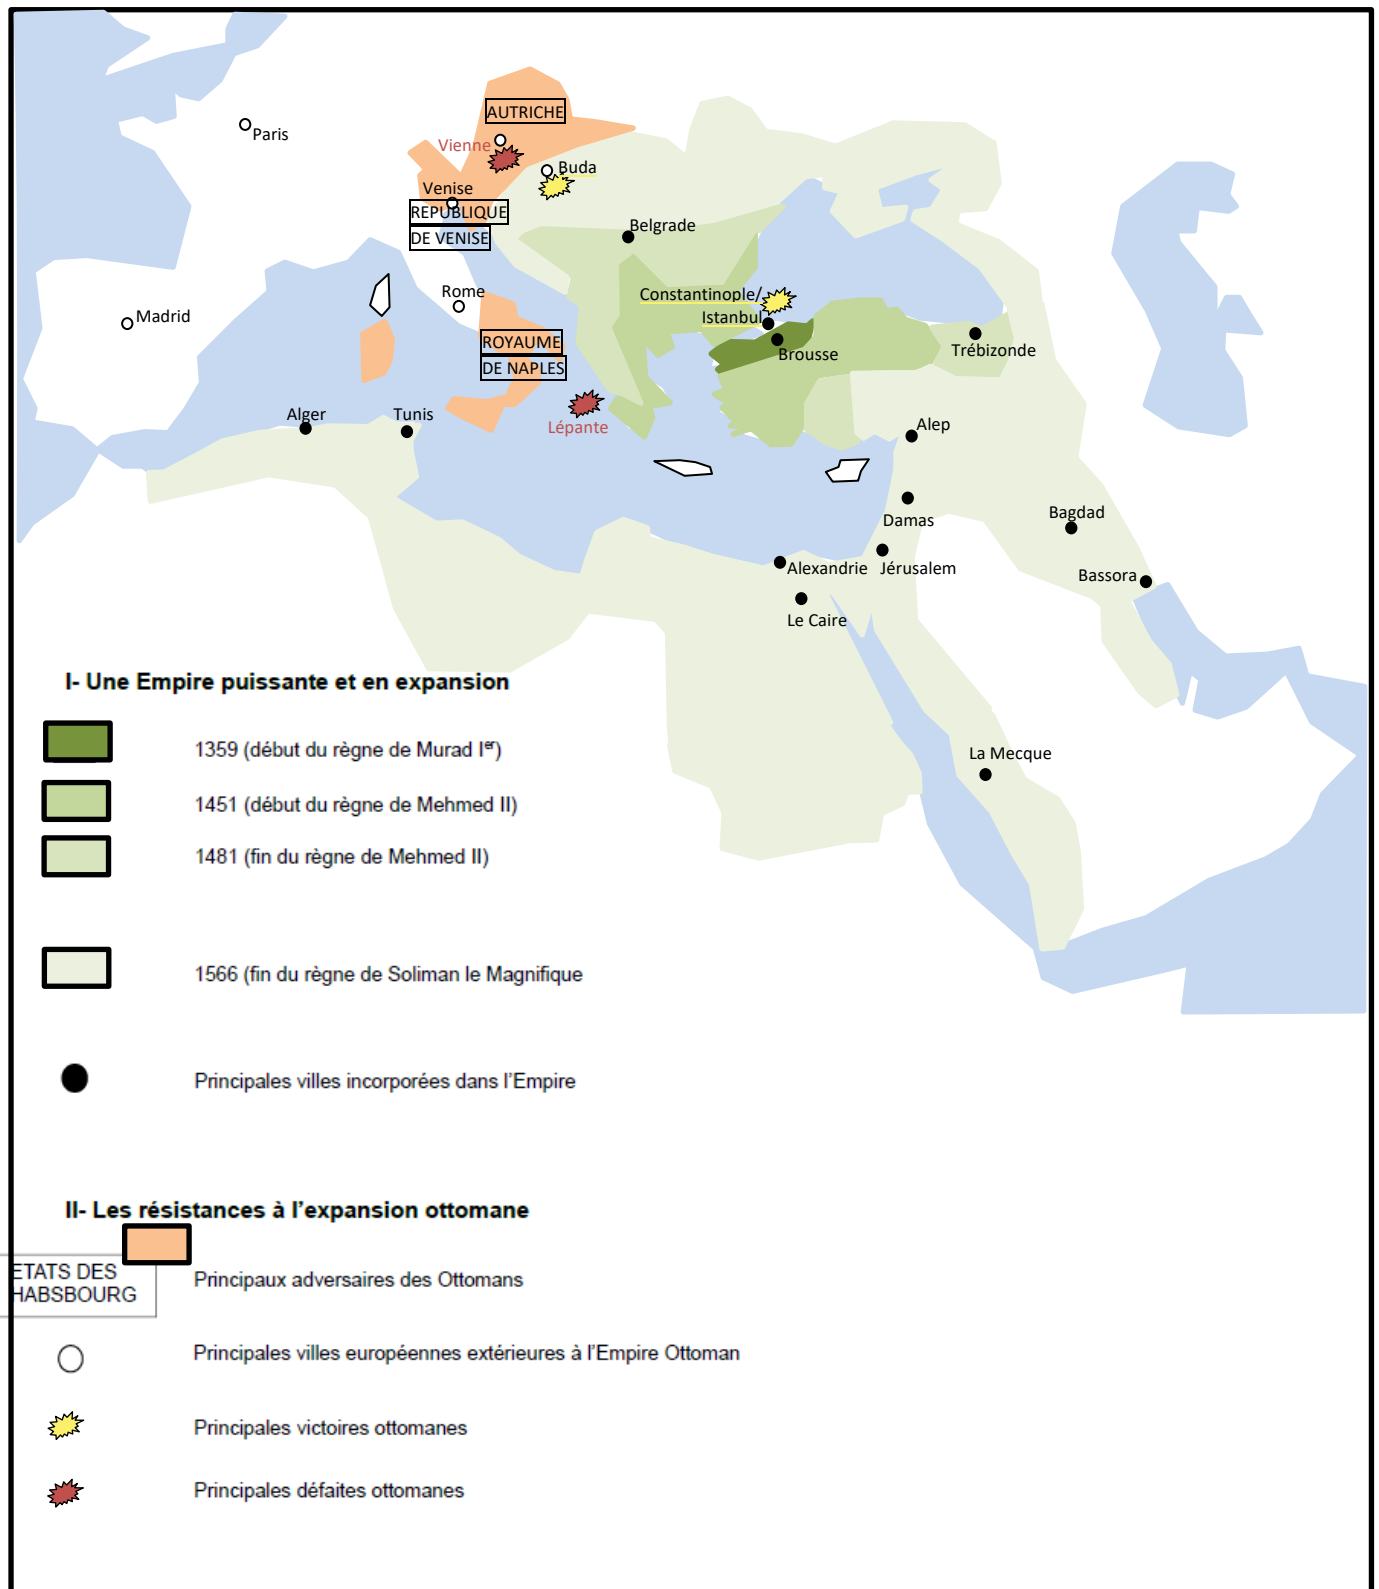 AUTRICHE
Paris
Vienne
Buda
Venise
REPUBLIQUE
DE VENISE
Belgrade
Rome
Constantinople/
Istanbul
Madrid
ROYAUME
DE NAPLES
Brousse
Trébizonde
Alger
Tunis
Lépante
Alep
Damas
Bagdad
Alexandrie
Jérusalem
Bassora
Le Caire
La Mecque
I- Une Empire puissante et en expansion
1359 (début du règne de Murad Ier)
1451 (début du règne de Mehmed II)
1481 (fin du règne de Mehmed II)
1566 (fin du règne de Soliman le Magnifique
Principales villes incorporées dans l'Empire
II- Les résistances à l'expansion ottomane
ETATS DES
HABSBOURG
Principaux adversaires des Ottomans
Principales villes européennes extérieures à l'Empire Ottoman
Principales victoires ottomanes
Principales défaites ottomanes